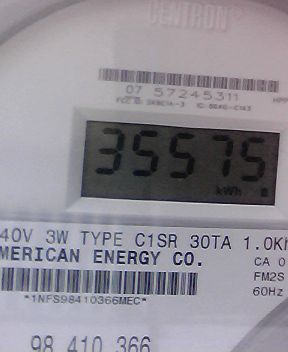 CENTRON®
07 57245311
35575
kWh
40V 3W TYPE C1SR 30TA 1.0Kh
MERICAN ENERGY CO.
CA 0
FM2S
60Hz
*1NFS98410366MEC*
98 410 366